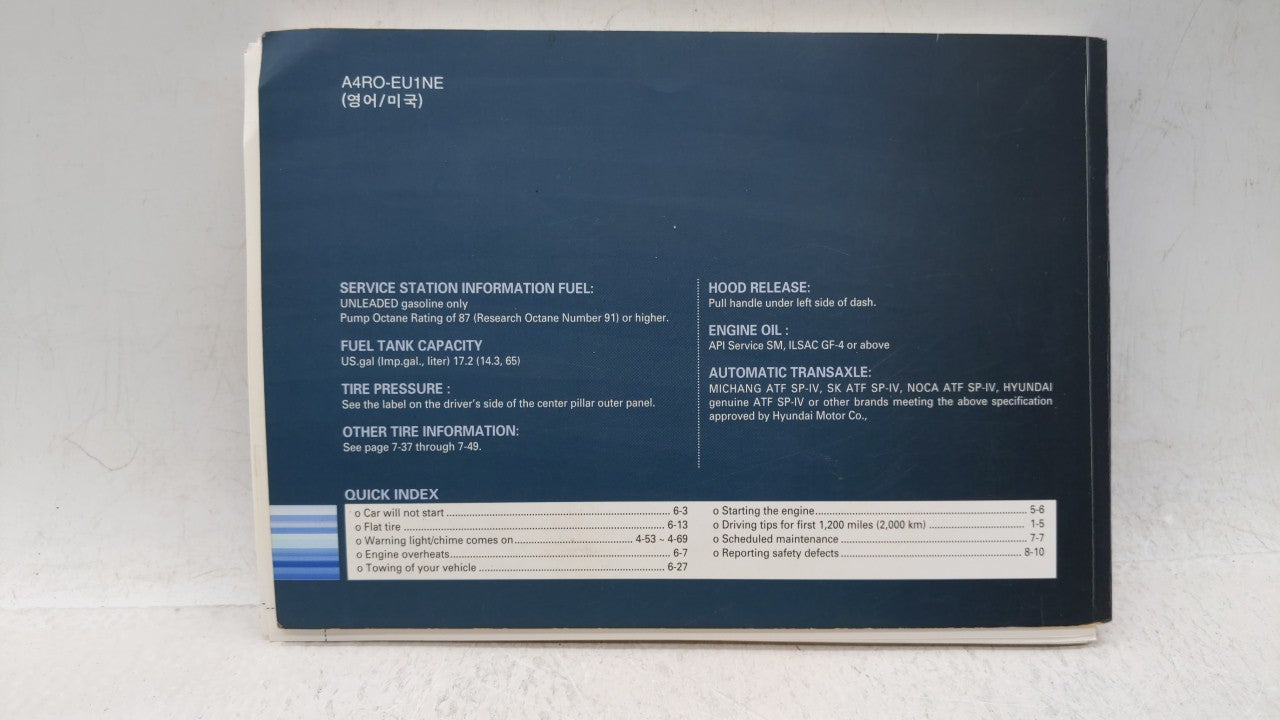 A4RO-EU1NE
(영어/미국)
SERVICE STATION INFORMATION FUEL:
UNLEADED gasoline only
Pump Octane Rating of 87 (Research Octane Number 91) or higher.
FUEL TANK CAPACITY
US.gal (Imp.gal., liter) 17.2 (14.3, 65)
TIRE PRESSURE :
See the label on the driver's side of the center pillar outer panel.
OTHER TIRE INFORMATION:
See page 7-37 through 7-49.
HOOD RELEASE:
Pull handle under left side of dash.
ENGINE OIL :
API Service SM, ILSAC GF-4 or above
AUTOMATIC TRANSAXLE:
MICHANG ATF SP-IV, SK ATF SP-IV, NOCA ATF SP-IV, HYUNDAI
genuine ATF SP-IV or other brands meeting the above specification
approved by Hyundai Motor Co.,
QUICK INDEX
o Car will not start ........ 6-3
o Flat tire ........ 6-13
o Warning light/chime comes on ........ 4-53 ~ 4-69
o Engine overheats ........ 6-7
o Towing of your vehicle ........ 6-27
o Starting the engine ........ 5-6
o Driving tips for first 1,200 miles (2,000 km) ........ 1-5
o Scheduled maintenance ........ 7-7
o Reporting safety defects ........ 8-10